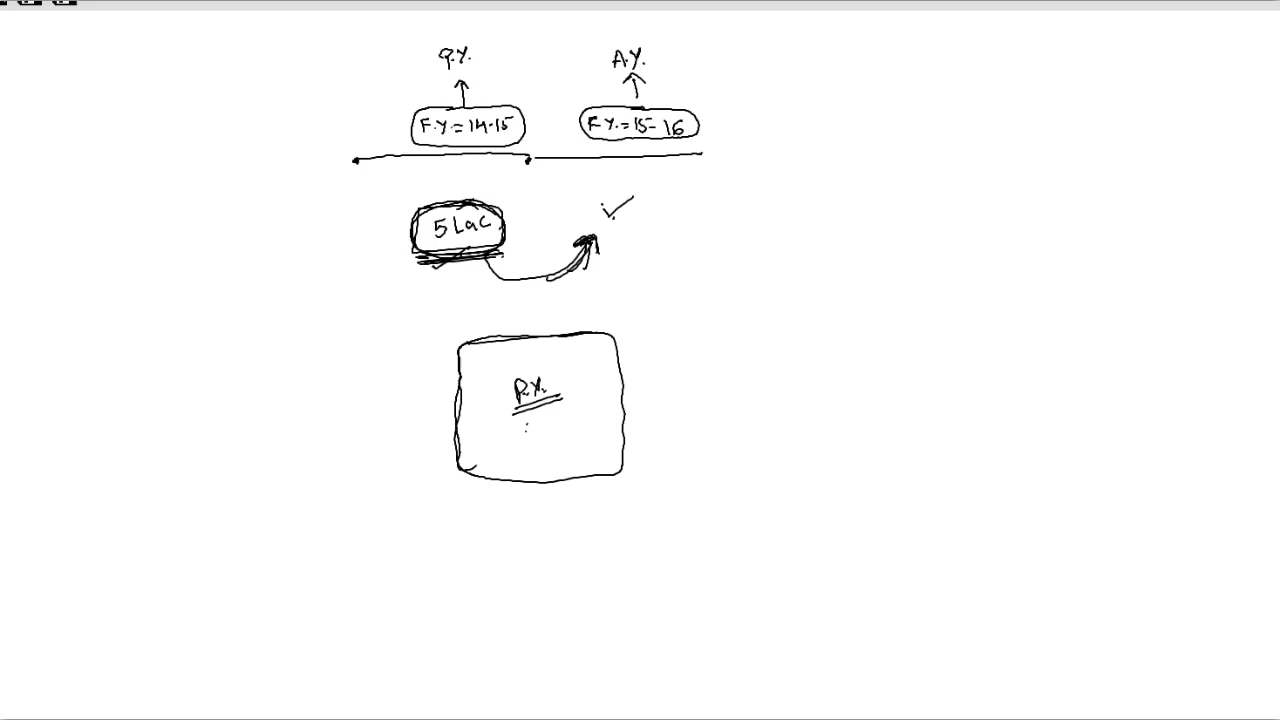 P.Y. A.Y.
F.Y. = 14-15 F.Y. = 15-16
5 Lac
P.Y.